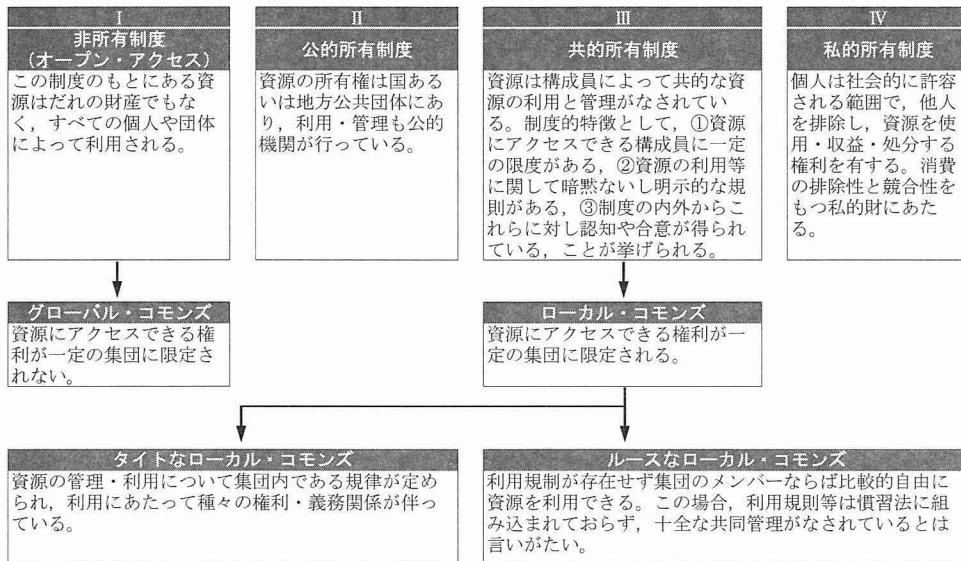 Ⅰ
非所有制度
（オープン・アクセス）
この制度のもとにある資
源はだれの財産でもな
く，すべての個人や団体
によって利用される。
Ⅱ
公的所有制度
資源の所有権は国あ
るいは地方公共団体にあ
り，利用・管理も公的
機関が行っている。
Ⅲ
共的所有制度
資源は構成員によって共的な資
源の利用と管理がなされてい
る。制度的特徴として，①資源
にアクセスできる構成員に一定
の限度がある，②資源の利用等
に関して暗黙ないし明示的な規
則がある，③制度の内外からこ
れらに対し認知や合意が得られ
ている，ことが挙げられる。
Ⅳ
私的所有制度
個人は社会的に許容
される範囲で，他人
を排除し，資源を使
用・収益・処分する
権利を有する。消費
の排除性と競合性を
もつ私的財にあた
る。
グローバル・コモンズ
資源にアクセスできる権
利が一定の集団に限定さ
れない。
ローカル・コモンズ
資源にアクセスできる権利が一
定の集団に限定される。
タイトなローカル・コモンズ
資源の管理・利用について集団内である規律が定め
られ，利用にあたって種々の権利・義務関係が伴っ
ている。
ルースなローカル・コモンズ
利用規制が存在せず集団のメンバーならば比較的自由に
資源を利用できる。この場合，利用規則等は慣習法に組
み込まれておらず，十全な共同管理がなされているとは
言いがたい。